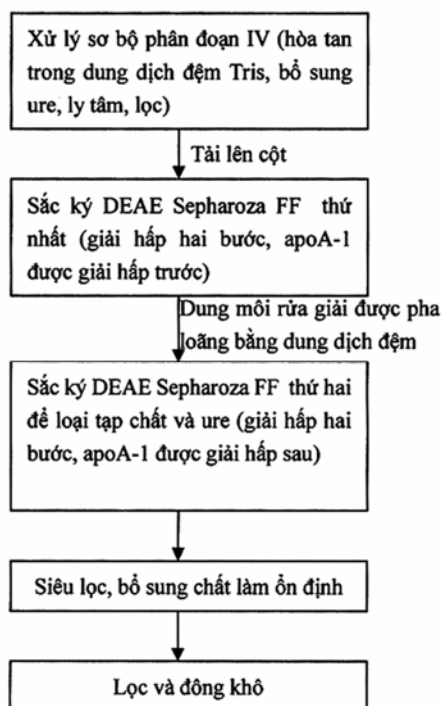 Xử lý sơ bộ phân đoạn IV (hòa tan
trong dung dịch đệm Tris, bổ sung
ure, ly tâm, lọc)
Tải lên cột
Sắc ký DEAE Sepharoza FF thứ
nhất (giải hấp hai bước, apoA-1
được giải hấp trước)
Dung môi rửa giải được pha
loãng bằng dung dịch đệm
Sắc ký DEAE Sepharoza FF thứ hai
để loại tạp chất và ure (giải hấp hai
bước, apoA-1 được giải hấp sau)
Siêu lọc, bổ sung chất làm ổn định
Lọc và đông khô